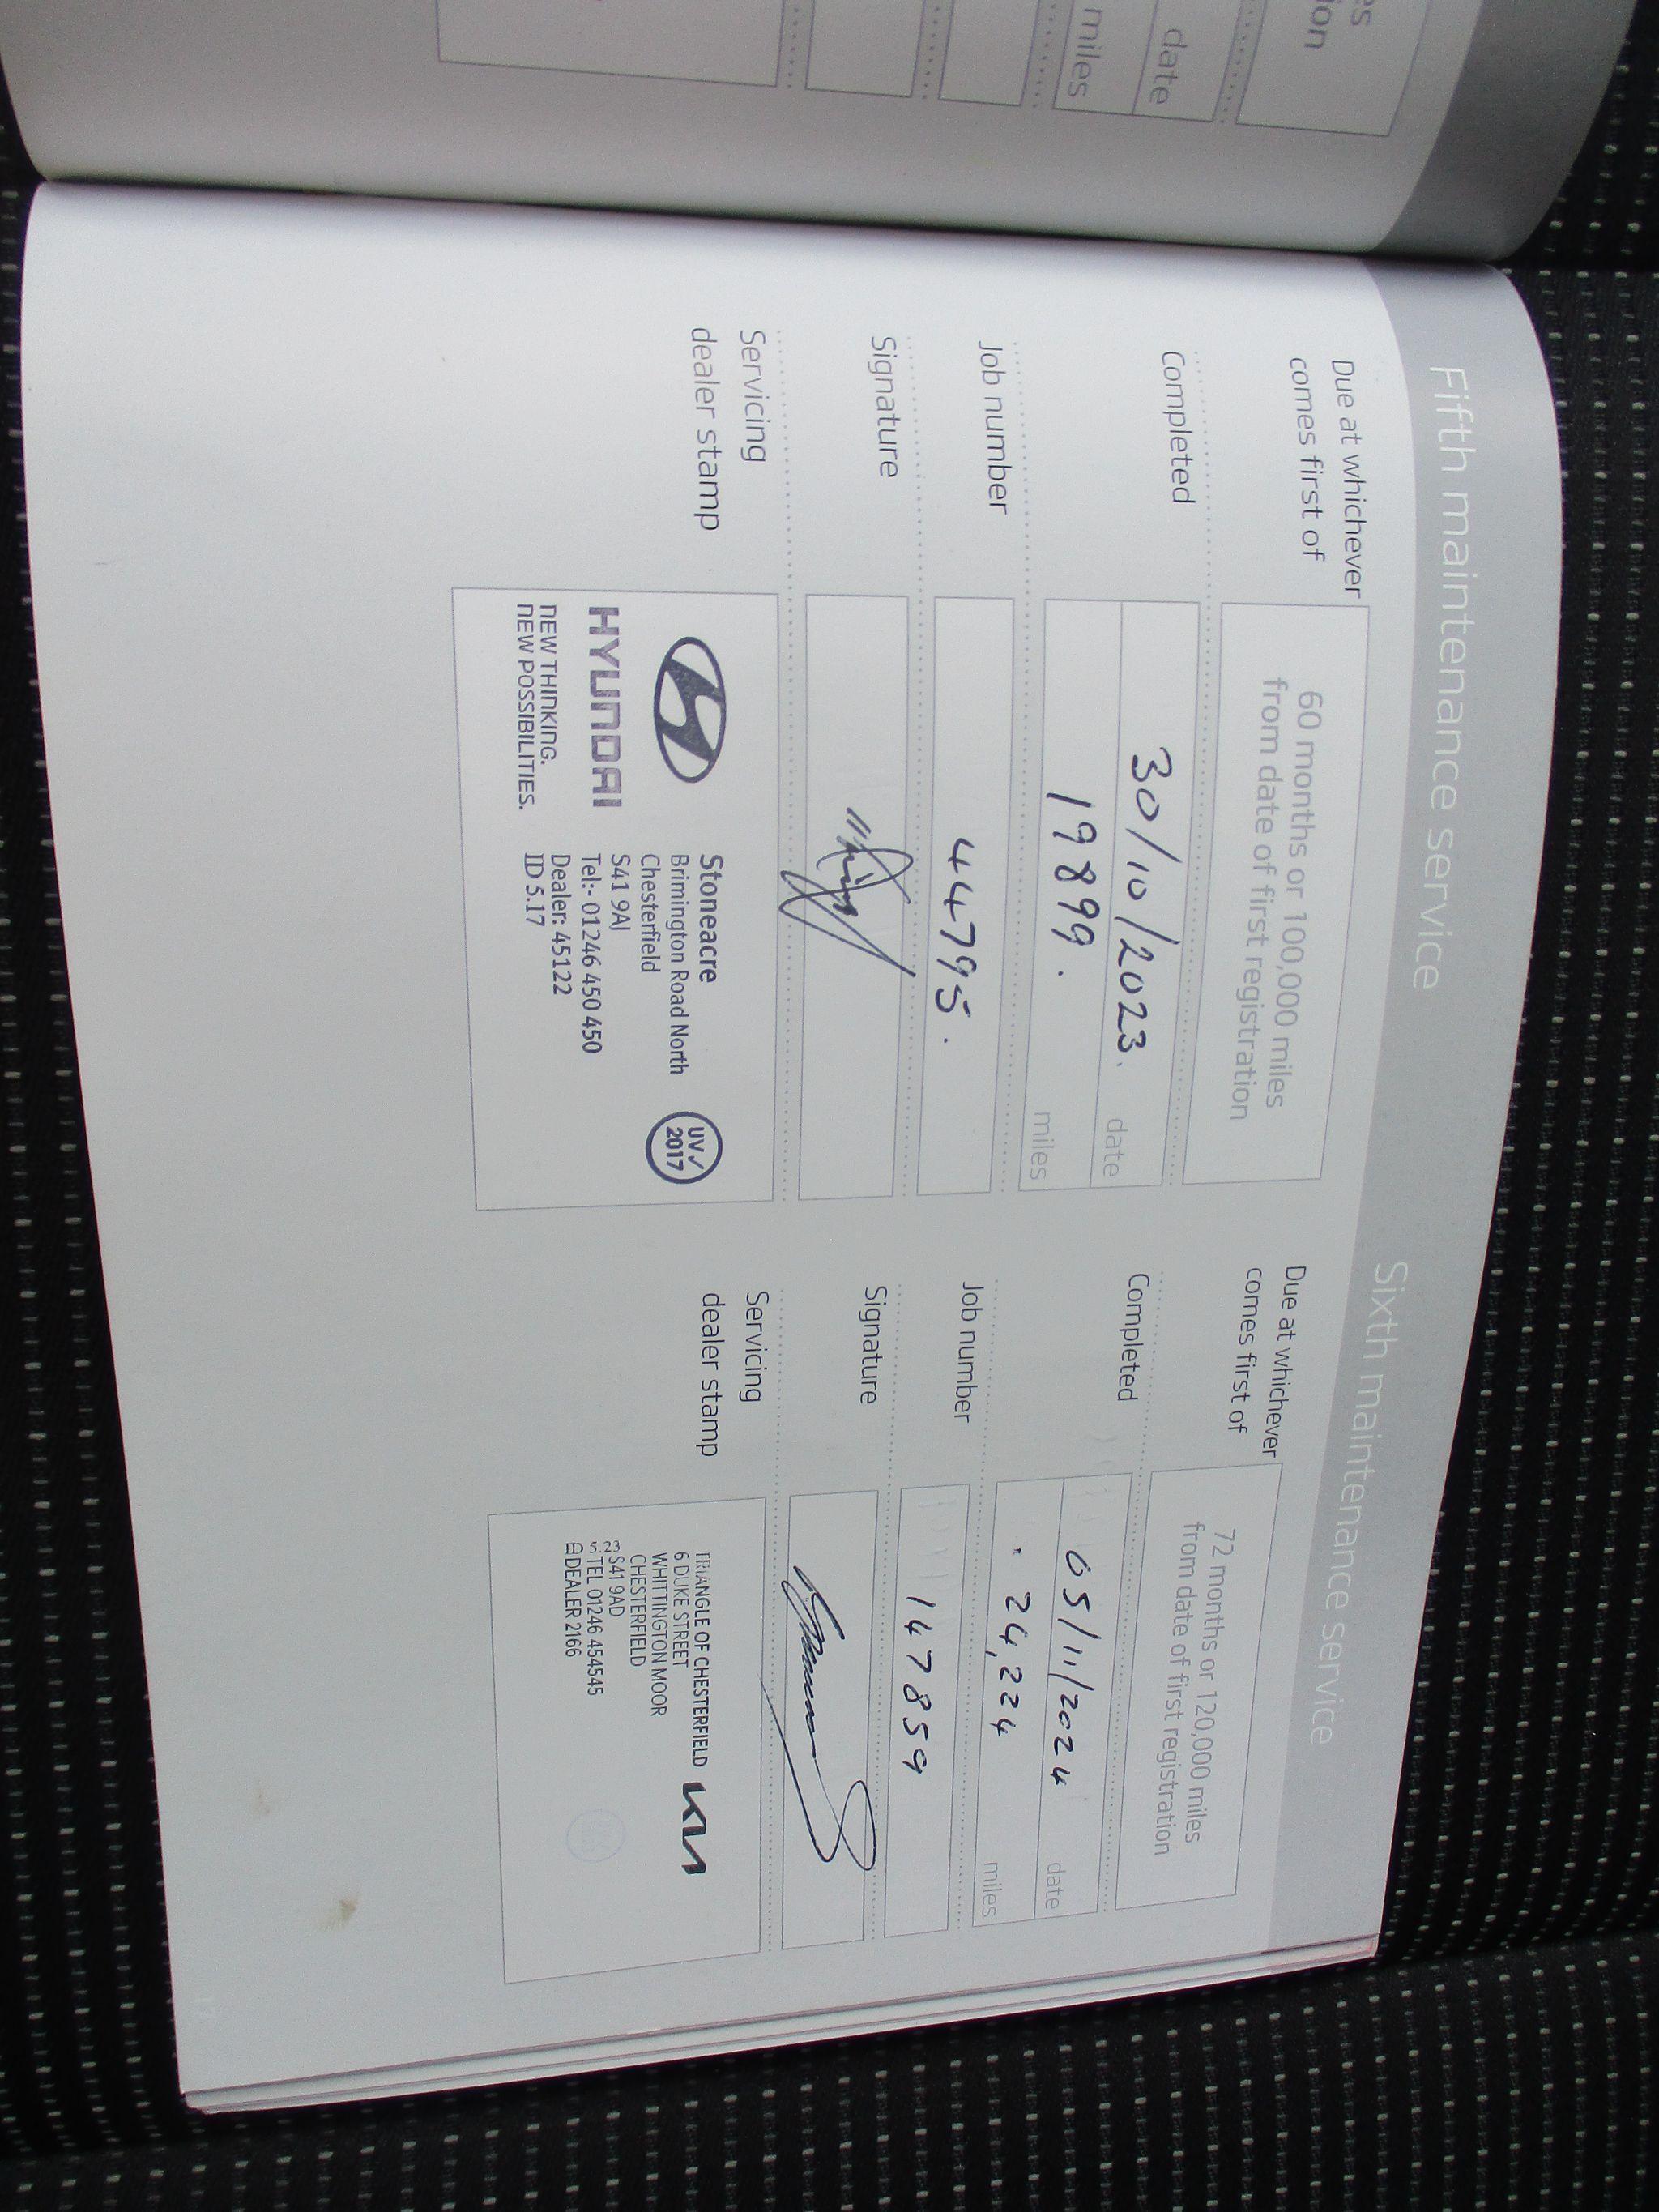 es
ion
date
miles
Fifth maintenance service
Due at whichever
comes first of
60 months or 100,000 miles
from date of first registration
Completed
30/10/2023.
date
19899.
miles
Job number
44795.
Signature
Servicing
dealer stamp
HYUNDAI
NEW THINKING.
NEW POSSIBILITIES.
Stoneacre
Brimington Road North
Chesterfield
S41 9AJ
Tel:- 01246 450 450
Dealer: 45122
ID 5.17
UV✓
2017
Sixth maintenance service
Due at whichever
comes first of
72 months or 120,000 miles
from date of first registration
Completed
05/11/2024
date
24,224
miles
Job number
147859
Signature
Servicing
dealer stamp
TRIANGLE OF CHESTERFIELD
KIA
6 DUKE STREET
WHITTINGTON MOOR
CHESTERFIELD
23 S41 9AD
5: TEL 01246 454545
DEALER 2166
17